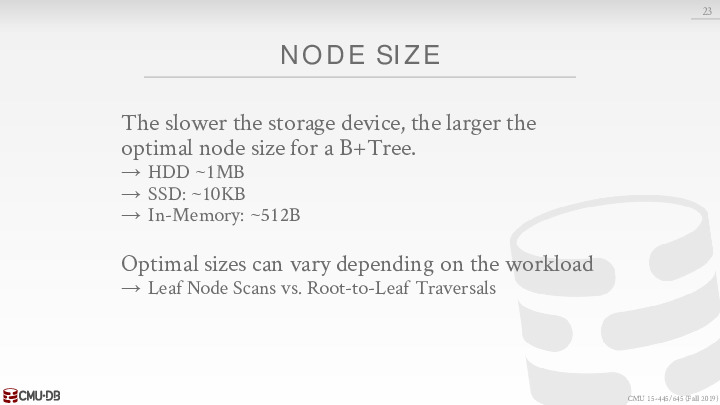 23
NODE SIZE
The slower the storage device, the larger the
optimal node size for a B+Tree.
→ HDD ~1MB
→ SSD: ~10KB
→ In-Memory: ~512B
Optimal sizes can vary depending on the workload
→ Leaf Node Scans vs. Root-to-Leaf Traversals
CMU·DB
CMU 15-445/645 (Fall 2019)